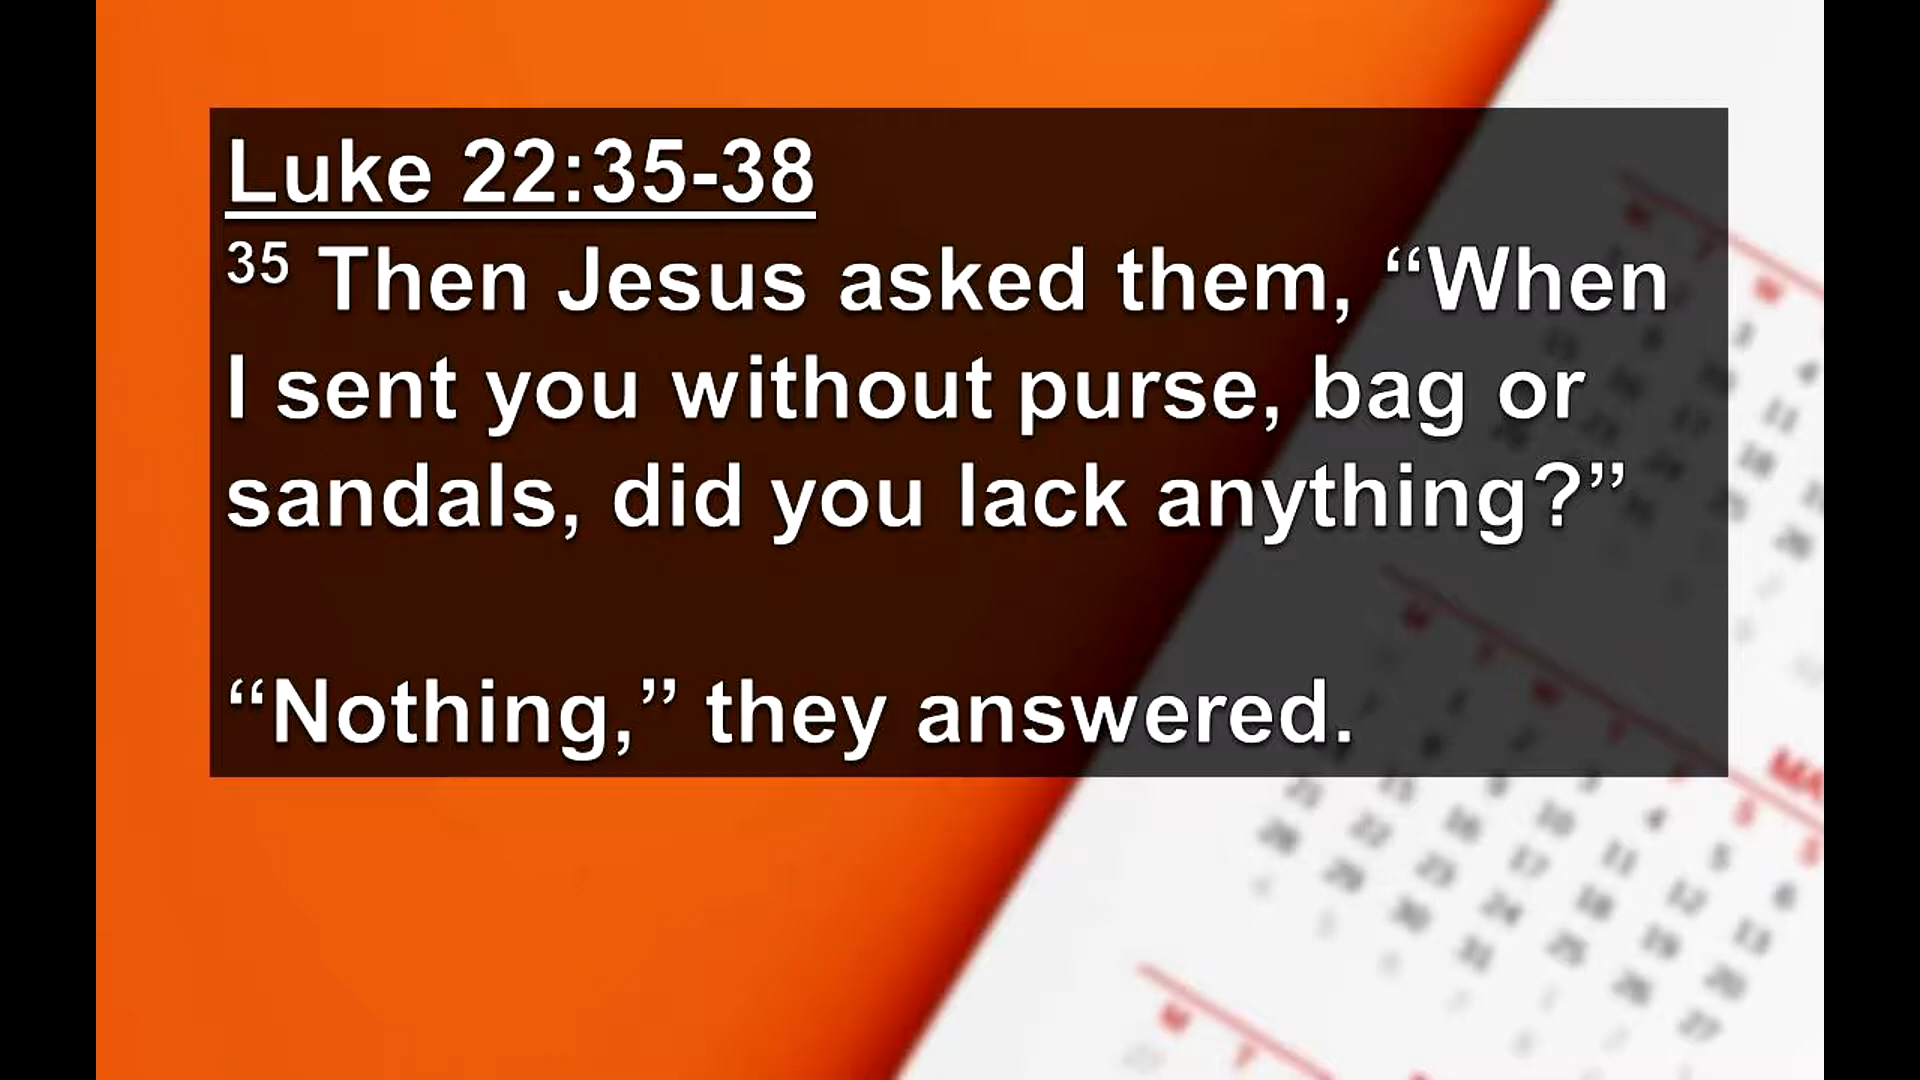 Luke 22:35-38
35 Then Jesus asked them, “When
I sent you without purse, bag or
sandals, did you lack anything?”
“Nothing,” they answered.